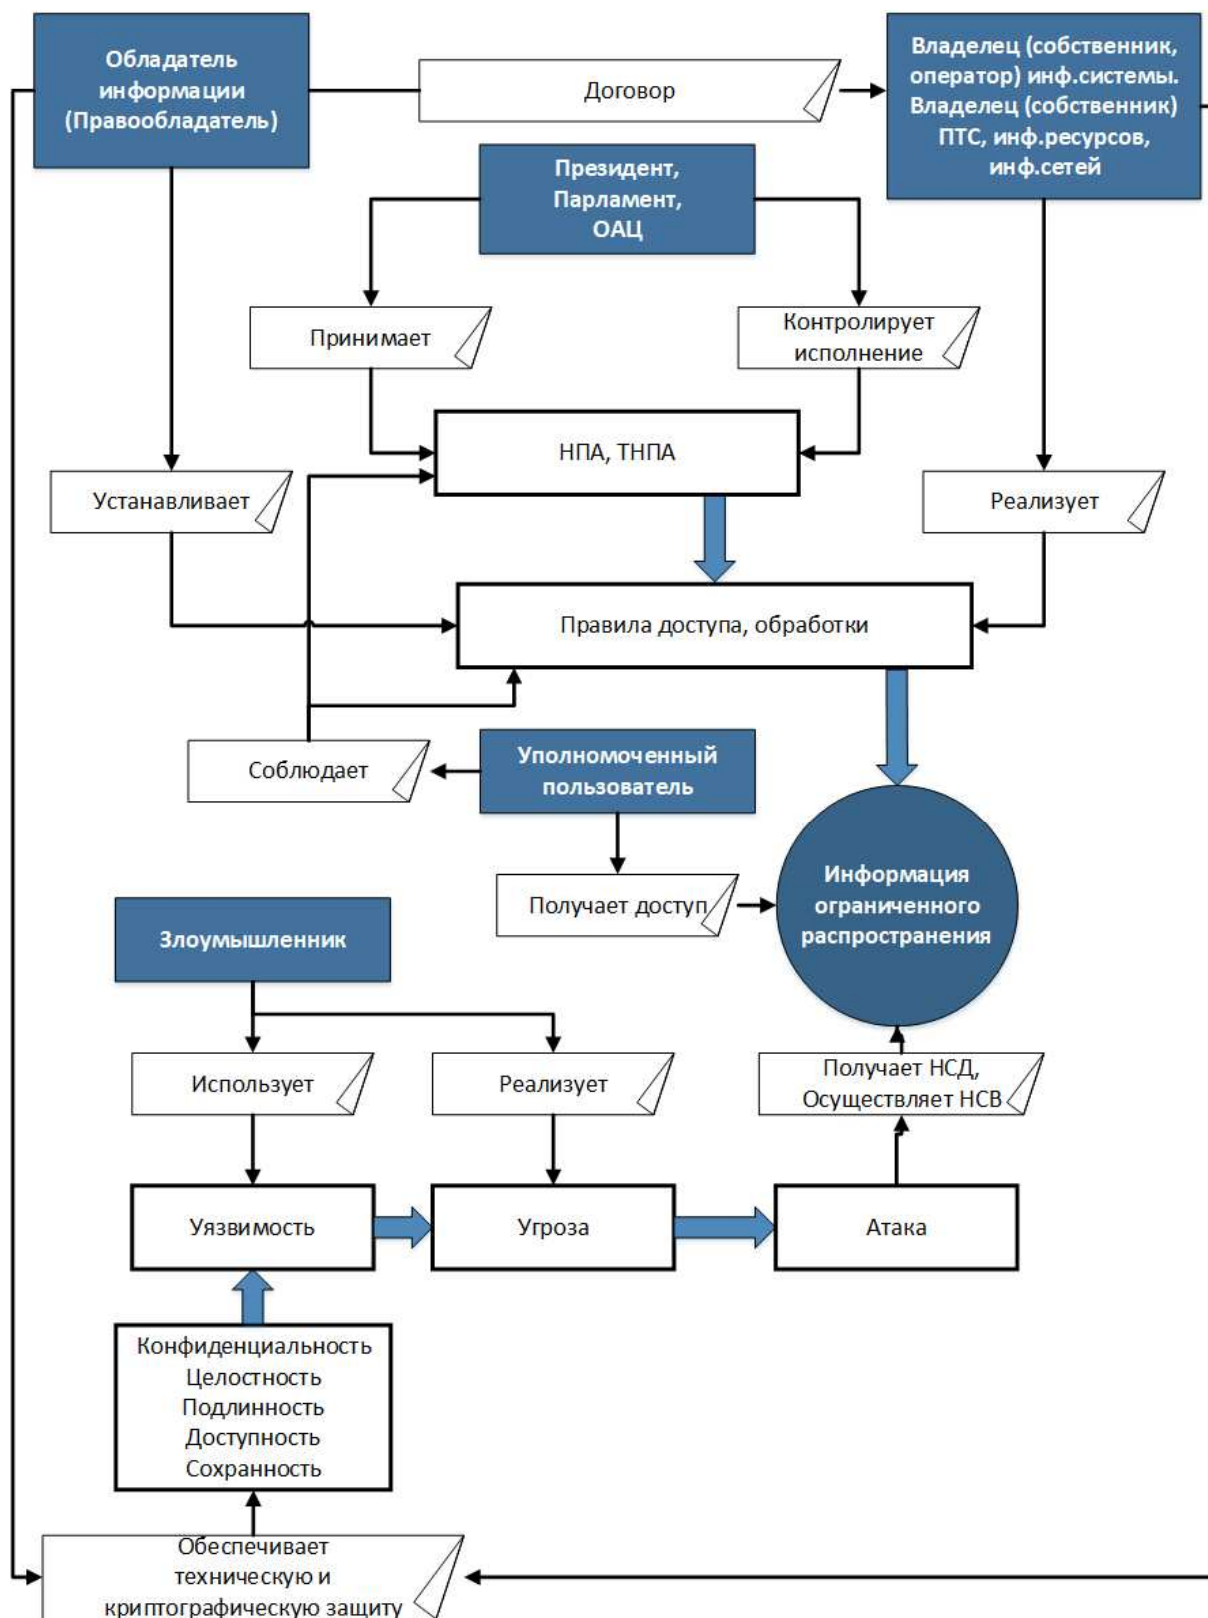 Обладатель
информации
(Правообладатель)
Договор
Владелец (собственник,
оператор) инф.системы.
Владелец (собственник)
ПТС, инф.ресурсов,
инф.сетей
Президент,
Парламент,
ОАЦ
Принимает
Контролирует
исполнение
НПА, ТНПА
Устанавливает
Реализует
Правила доступа, обработки
Соблюдает
Уполномоченный
пользователь
Получает доступ
Информация
ограниченного
распространения
Злоумышленник
Использует
Реализует
Получает НСД,
Осуществляет НСВ
Уязвимость
Угроза
Атака
Конфиденциальность
Целостность
Подлинность
Доступность
Сохранность
Обеспечивает
техническую и
криптографическую защиту